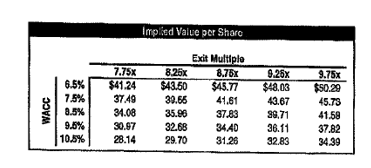 Implied Value per Share
Exit Multiple
7.75x 8.25x 8.75x 9.25x 9.75x
6.5% $41.24 $43.50 $45.77 $48.03 $50.29
7.5% 37.49 39.55 41.61 43.67 45.73
WACC 8.5% 34.08 35.96 37.83 39.71 41.58
9.5% 30.97 32.68 34.40 36.11 37.82
10.5% 28.14 29.70 31.26 32.83 34.39